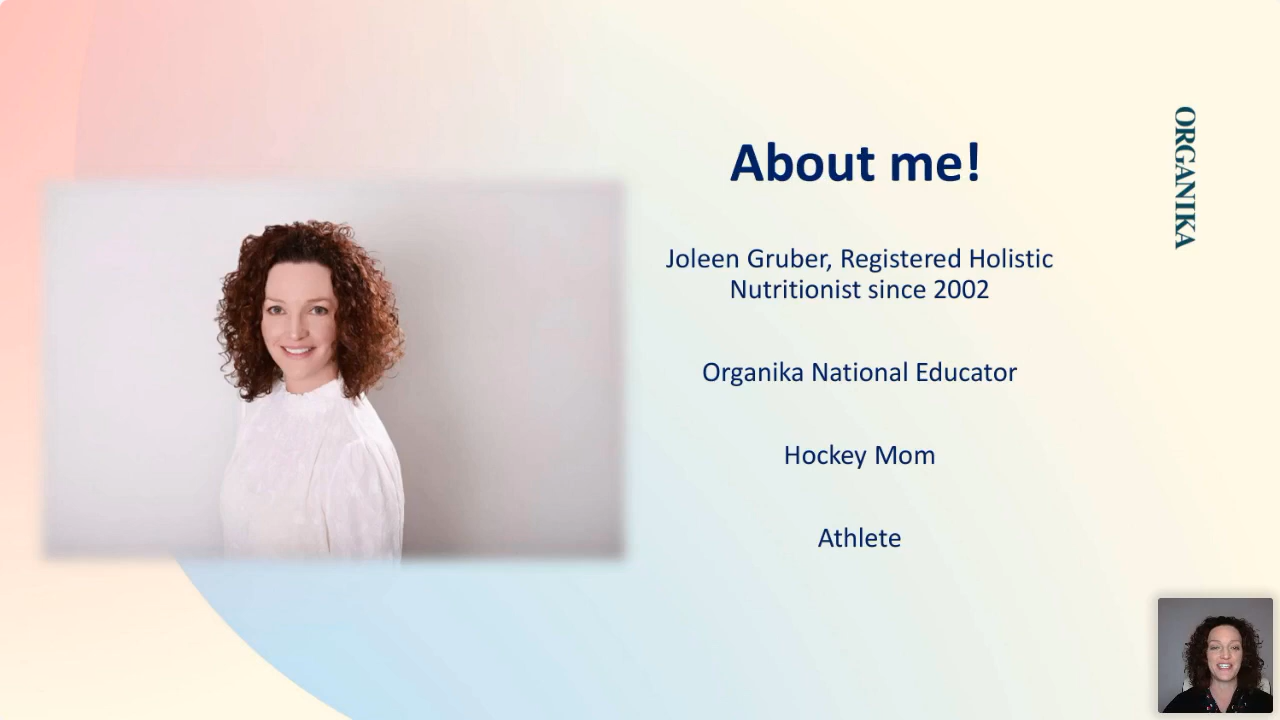 About me!
Joleen Gruber, Registered Holistic
Nutritionist since 2002
Organika National Educator
Hockey Mom
Athlete
ORGANIKA